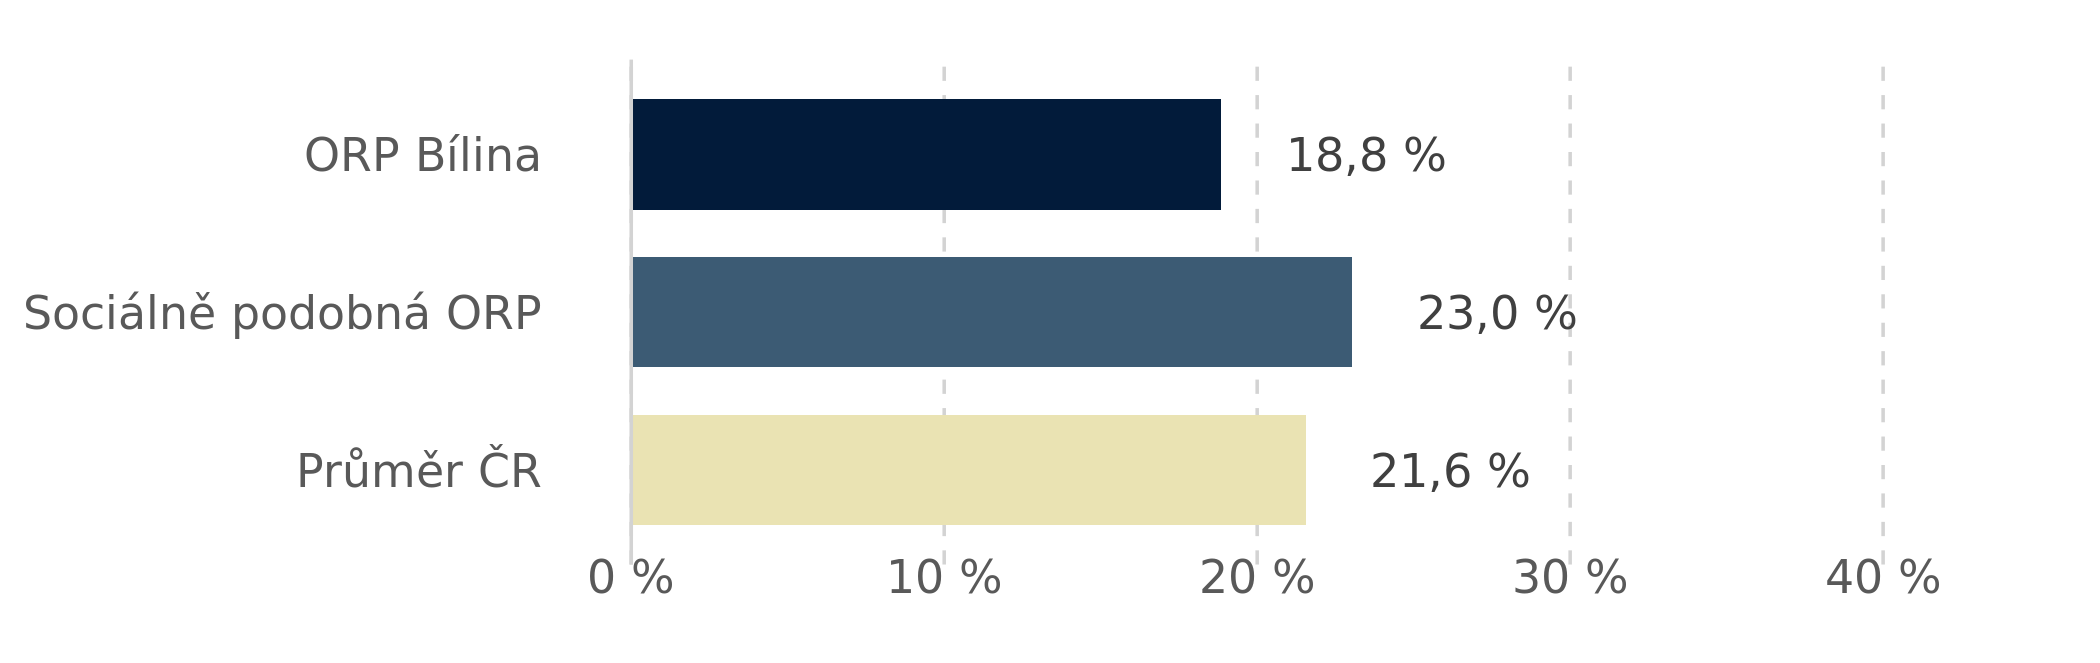 ORP Bílina 18,8 %
Sociálně podobná ORP 23,0 %
Průměr ČR 21,6 %
0 % 10 % 20 % 30 % 40 %